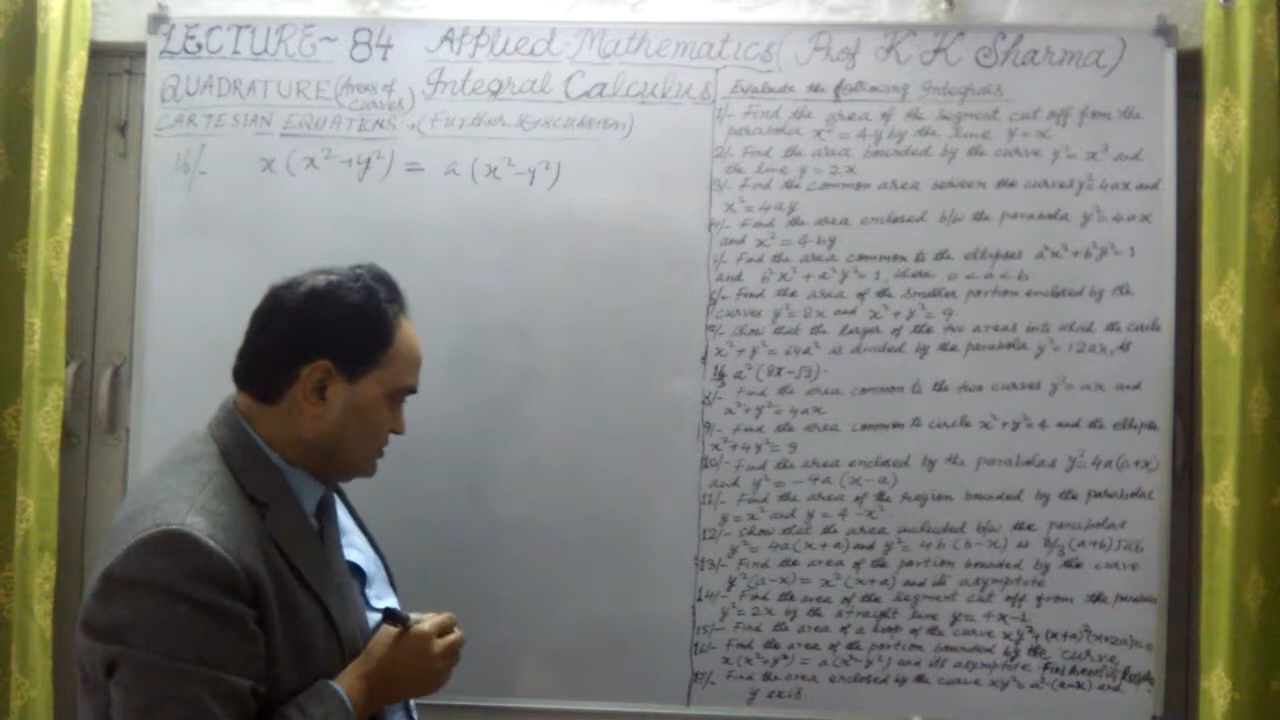 LECTURE~ 84 Applied-Mathematics( Prof K. K Sharma)
QUADRATURE (Areas of curves), Integral Calculus
CARTESIAN EQUATIONS, (Further discussion)
16/- x(x²+y²) = a(x²-y²)
Evaluate the following Integrals
1/- Find the area of the segment cut off from the
parabola x² = 4y by the line y = x
2/- Find the area bounded by the curve y² = x³ and
the line y = 2x
3/- Find the common area between the curves y² = 4ax and
x² = 4ay
4/- Find the area enclosed b/w the parabola y² = 4ax
and x² = 4by
Find the area common to the ellipses a²x² + b²y² = 1
and b²x² + a²y² = 1, where 0 < a < b
Find the area of the smaller portion enclosed by the
curves y² = 8x and x² + y² = 9
Show that the larger of the two areas into which the circle
x² + y² = 64a² is divided by the parabola y² = 12ax, is
16/3 a² (8π - √3).
8/- Find the area common to the two curves y² = ax and
x² + y² = 4ax
9/- Find the area common to circle x² + y² = 4 and the ellipse
x² + 4y² = 9
10/- Find the area enclosed by the parabolas y² = 4a(a+x)
and y² = -4a (x-a)
11/- Find the area of the region bounded by the parabolas
y = x² and y = 4 - x²
12/- Show that the area included b/w the parabolas
y² = 4a(x+a) and y² = 4b (b-x) is 8/3 (a+b)√ab
13/- Find the area of the portion bounded by the curve
y²(a-x) = x²(x+a) and its asymptote
14/- Find the area of the segment cut off from the parabola
y² = 2x by the straight line y = 4x-1
15/- Find the area of a loop of the curve xy² + (x+a)²(x+2a)=0
16/- Find the area of the portion bounded by the curve
x(x²+y²) = a(x²-y²) and its asymptote
17/- Find the area enclosed by the curve xy² = a²(a-x) and
y axis